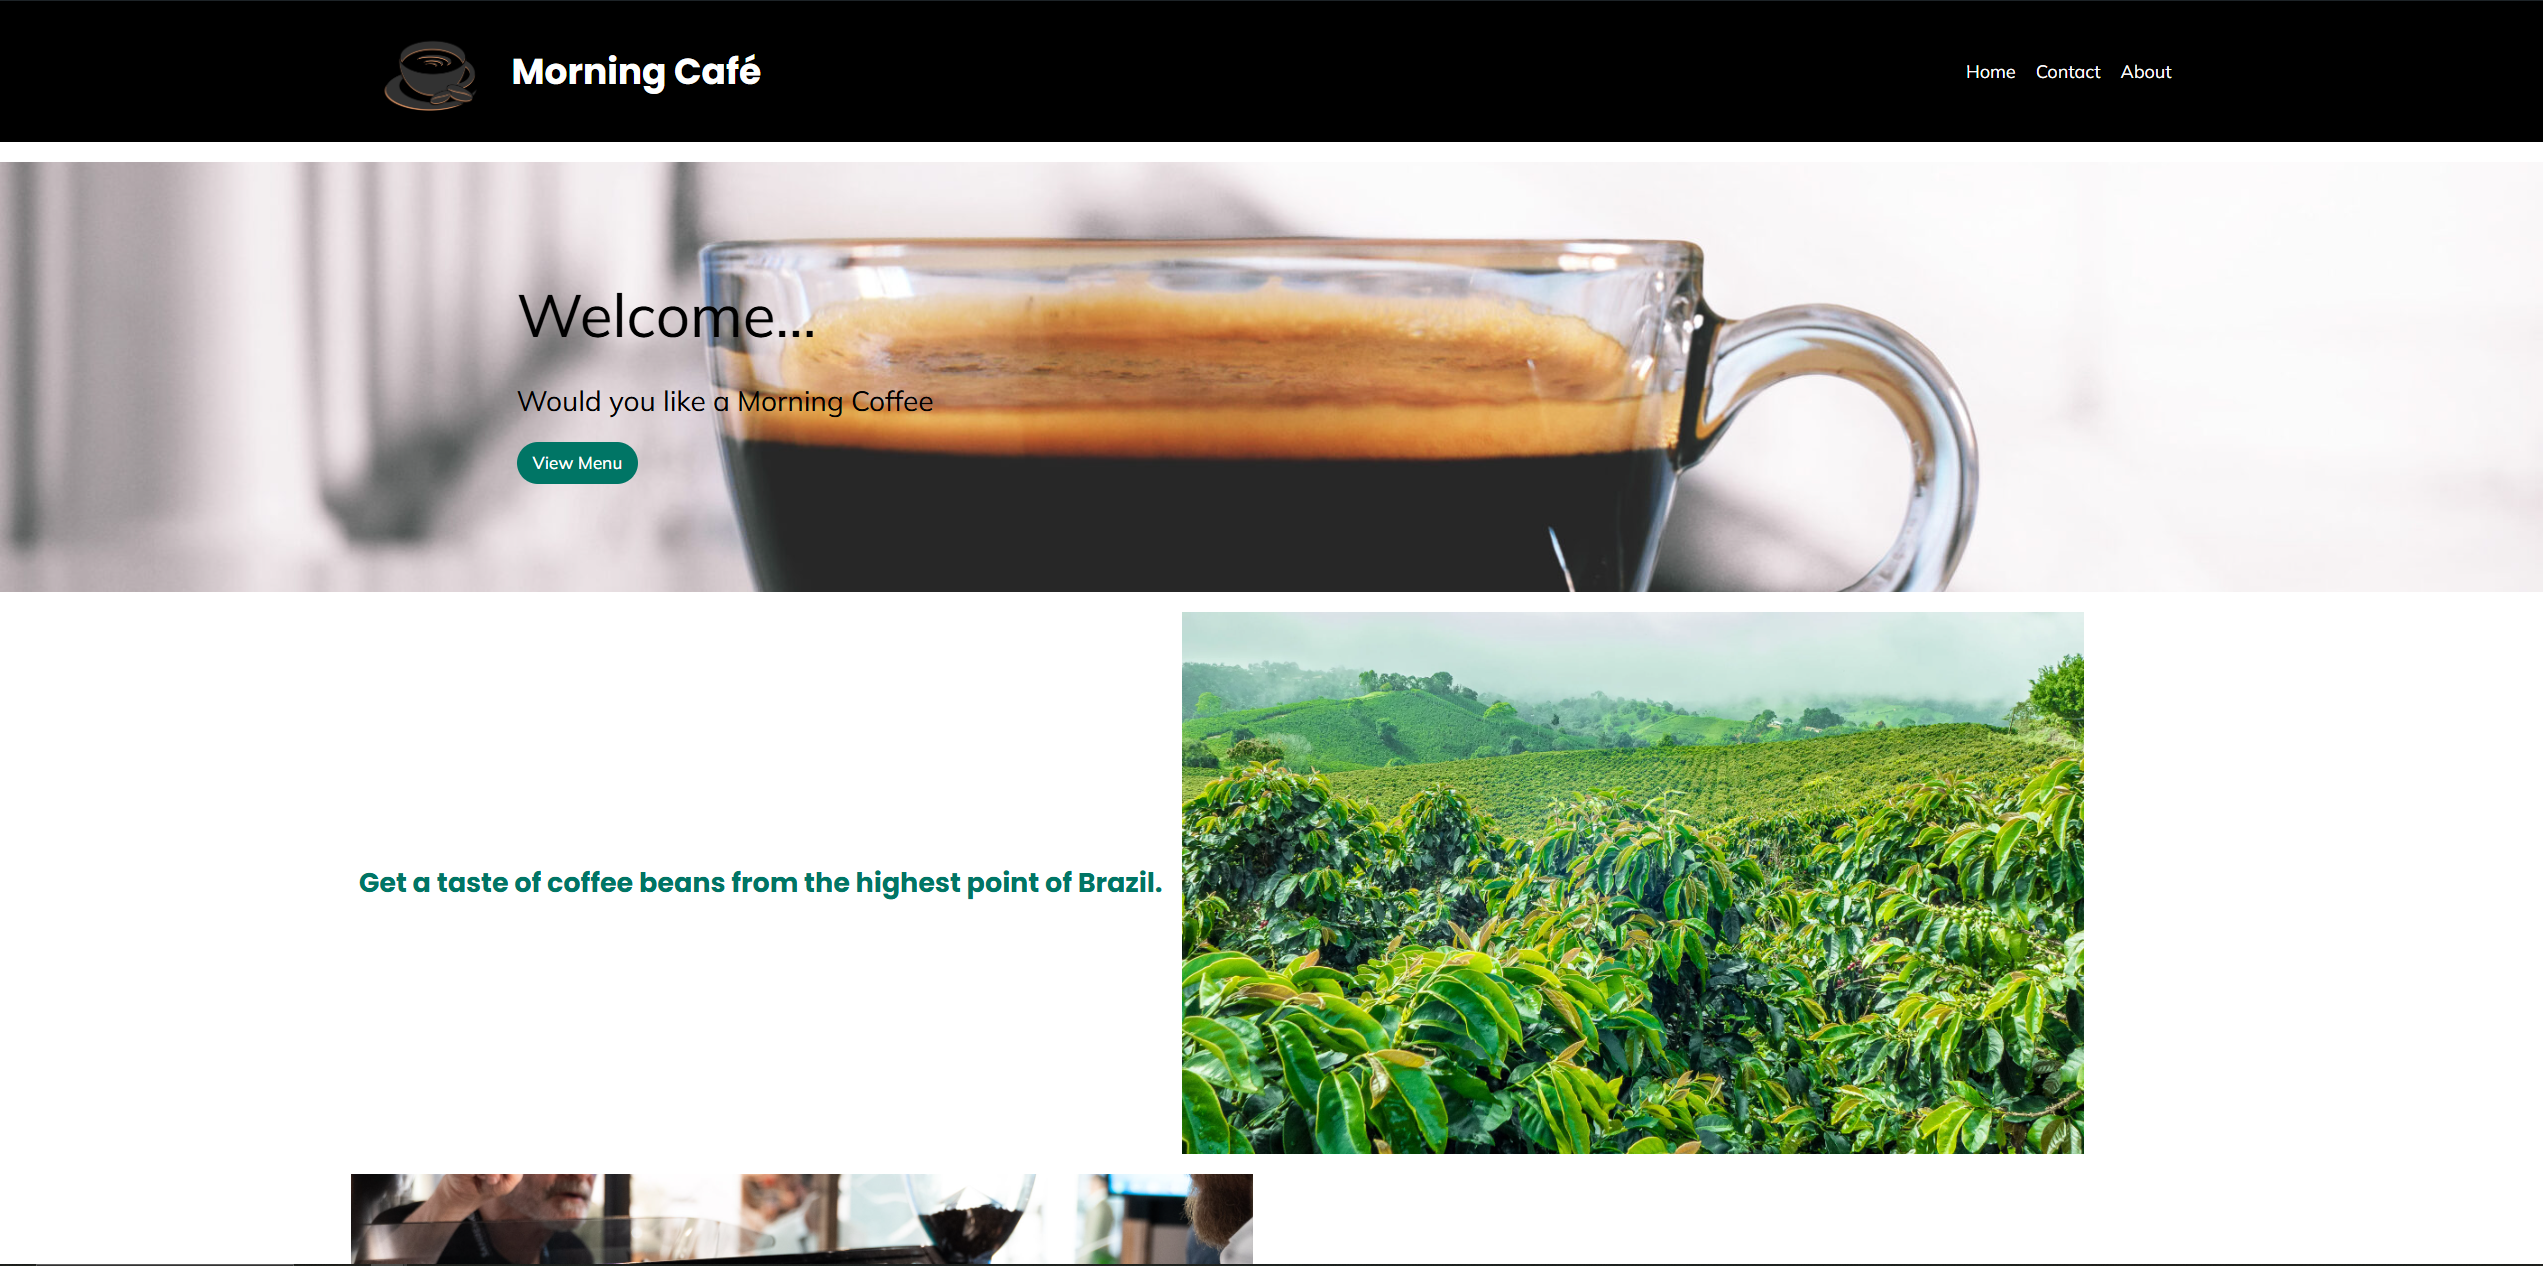 Morning Café
Home Contact About
Welcome...
Would you like a Morning Coffee
View Menu
Get a taste of coffee beans from the highest point of Brazil.